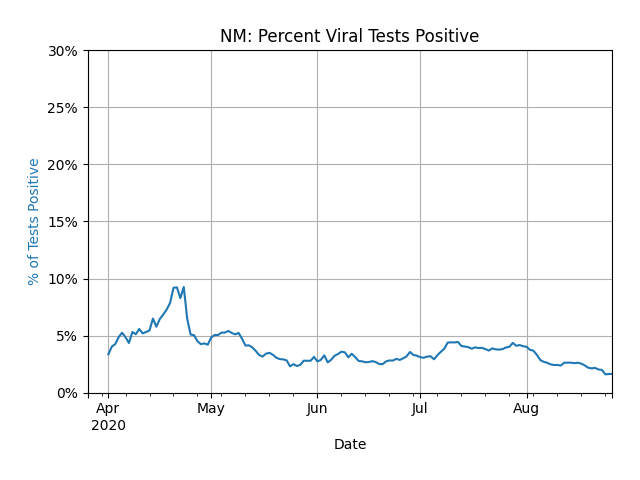 NM: Percent Viral Tests Positive
% of Tests Positive
30%
25%
20%
15%
10%
5%
0%
Apr
2020
May
Jun
Jul
Aug
Date